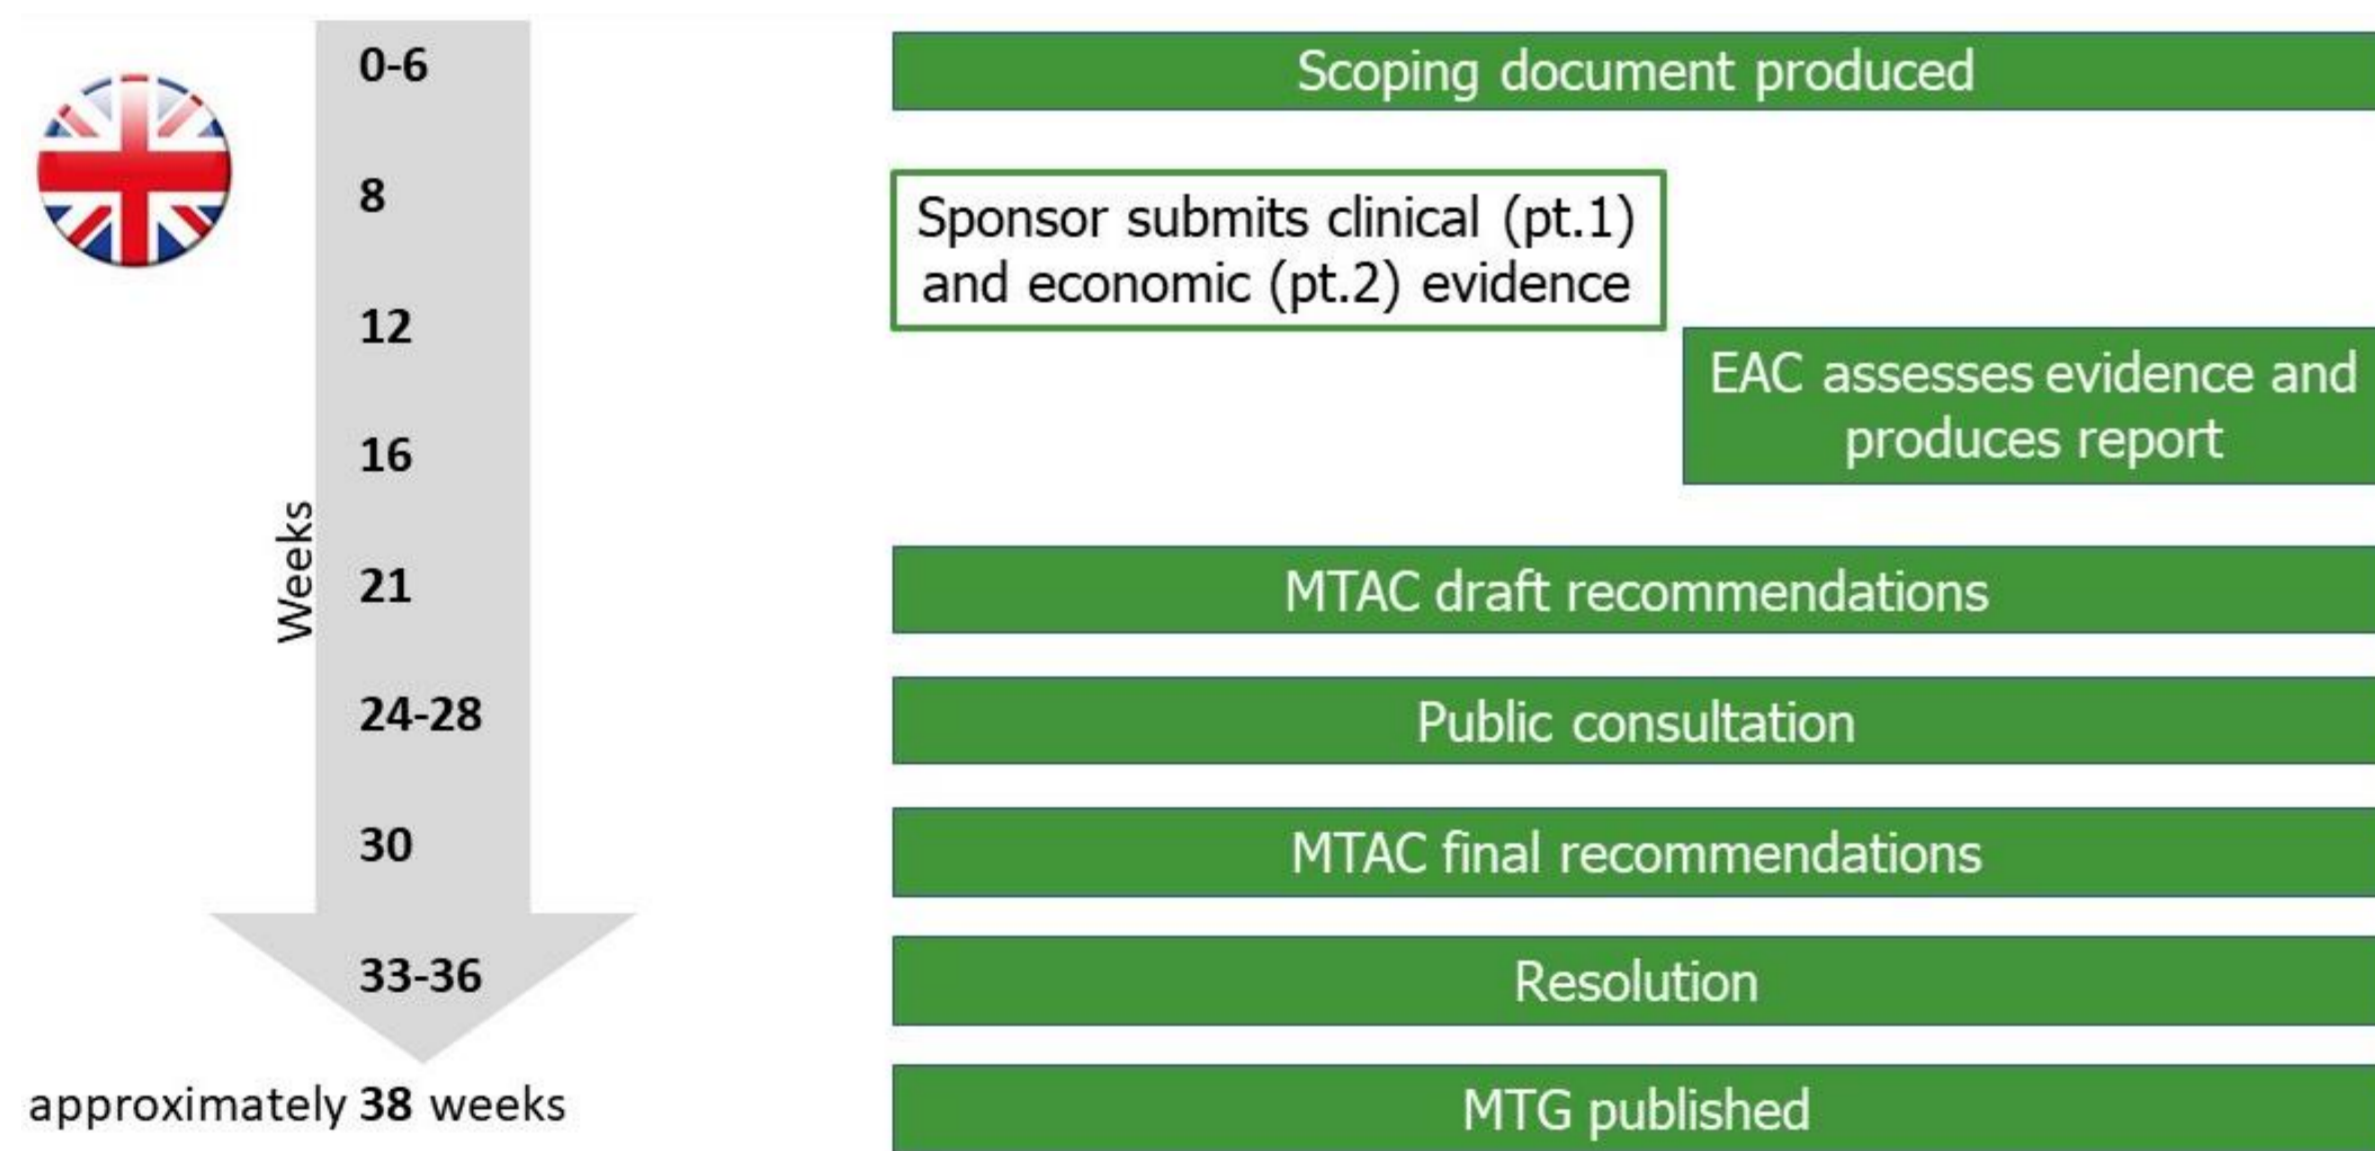 0-6
Scoping document produced
8
Sponsor submits clinical (pt.1)
and economic (pt.2) evidence
12
EAC assesses evidence and
produces report
16
Weeks
21
MTAC draft recommendations
24-28
Public consultation
30
MTAC final recommendations
33-36
Resolution
approximately 38 weeks
MTG published